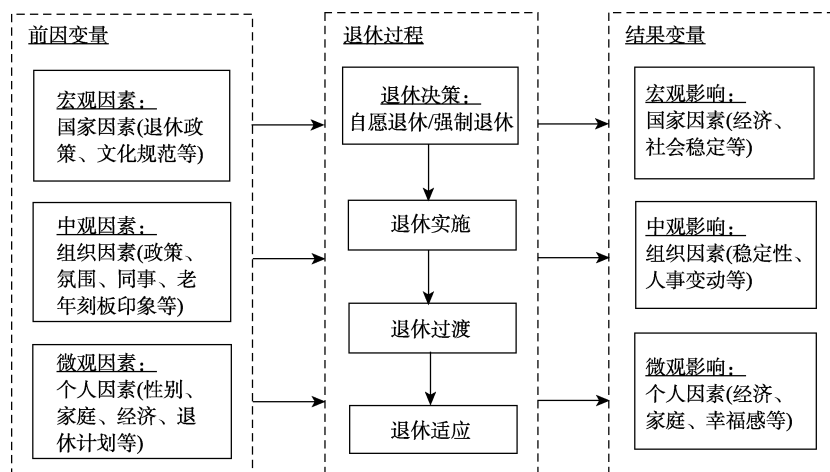 前因变量
宏观因素：
国家因素(退休政
策、文化规范等)
中观因素：
组织因素(政策、
氛围、同事、老
年刻板印象等)
微观因素：
个人因素(性别、
家庭、经济、退
休计划等)
退休过程
退休决策：
自愿退休/强制退休
退休实施
退休过渡
退休适应
结果变量
宏观影响：
国家因素(经济、
社会稳定等)
中观影响：
组织因素(稳定性、
人事变动等)
微观影响：
个人因素(经济、
家庭、幸福感等)